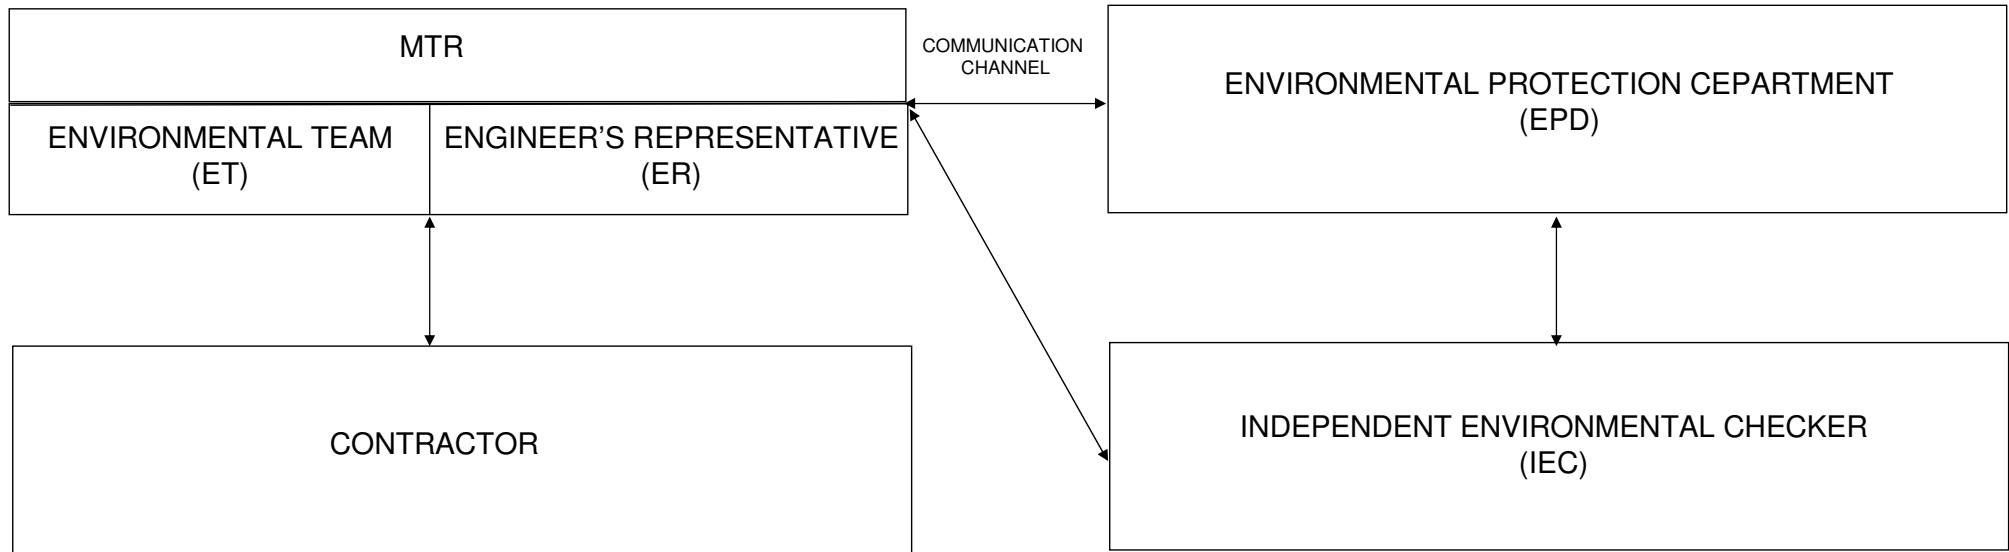 MTR
COMMUNICATION
CHANNEL
ENVIRONMENTAL PROTECTION CEPARTMENT
(EPD)
ENVIRONMENTAL TEAM
(ET)
ENGINEER'S REPRESENTATIVE
(ER)
CONTRACTOR
INDEPENDENT ENVIRONMENTAL CHECKER
(IEC)